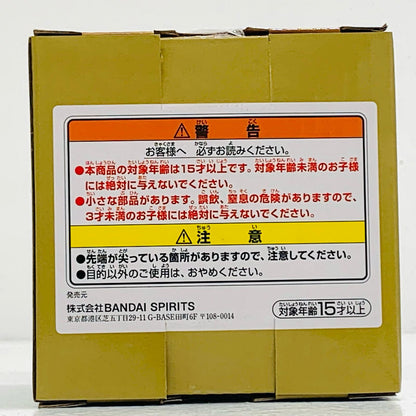 ⚠警告
お客様へ 必ずお読みください。
●本商品の対象年齢は15才以上です。対象年齢未満のお子様
には絶対に与えないでください。
●小さな部品があります。誤飲、窒息の危険がありますので、
3才未満のお子様には絶対に与えないでください。
⚠注意
●先端が尖っている箇所がありますので、注意してください。
●目的以外のご使用は、おやめください。
発売元
株式会社BANDAI SPIRITS
東京都港区芝五丁目29-11 G-BASE田町6F 〒108-0014
対象年齢15才以上